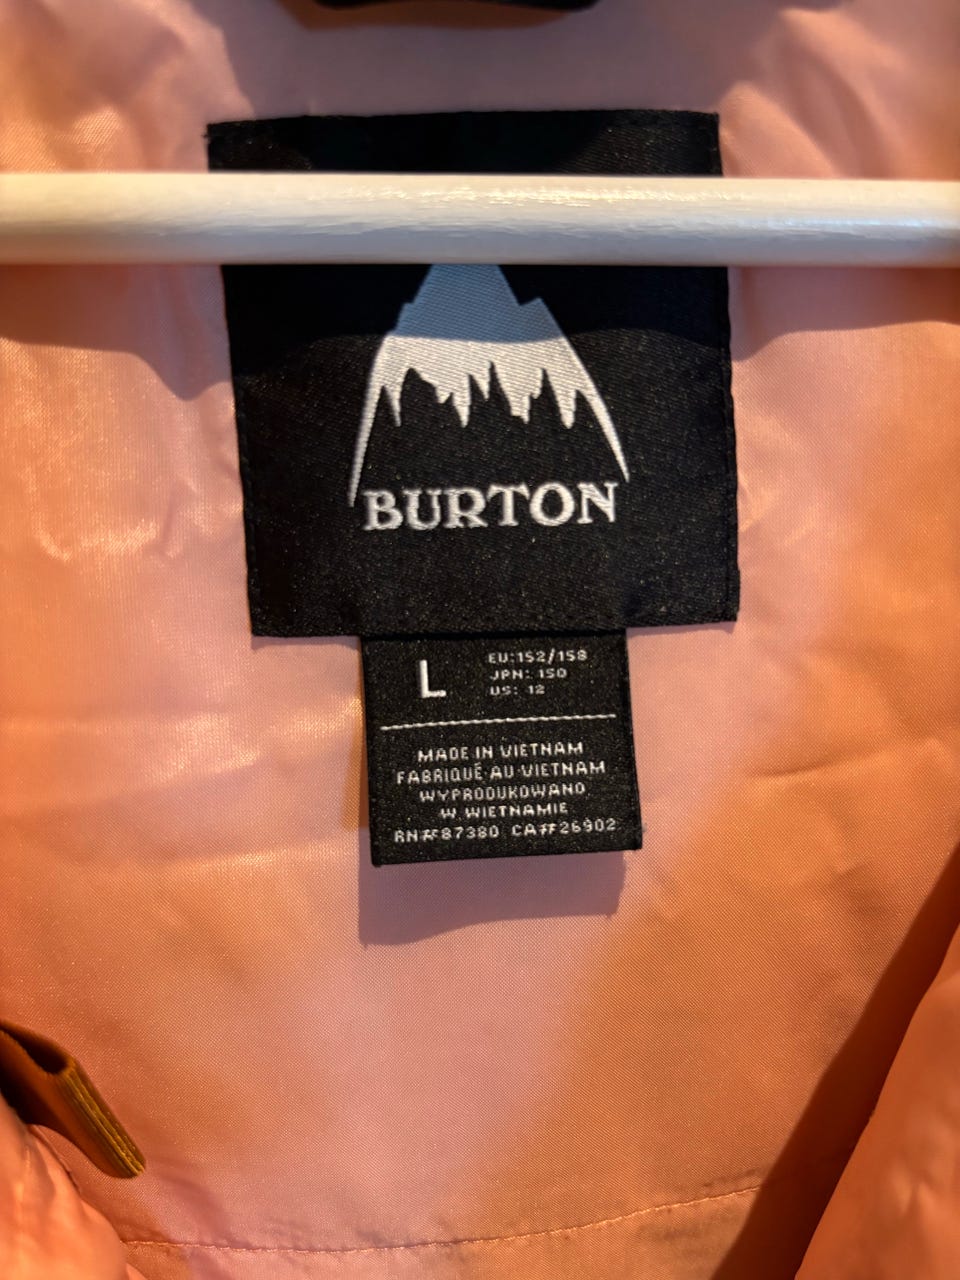 BURTON
L
EU:152/158
JPN: 150
US: 12
MADE IN VIETNAM
FABRIQUÉ AU VIETNAM
WYPRODUKOWANO
W WIETNAMIE
RN#87380 CA#26902